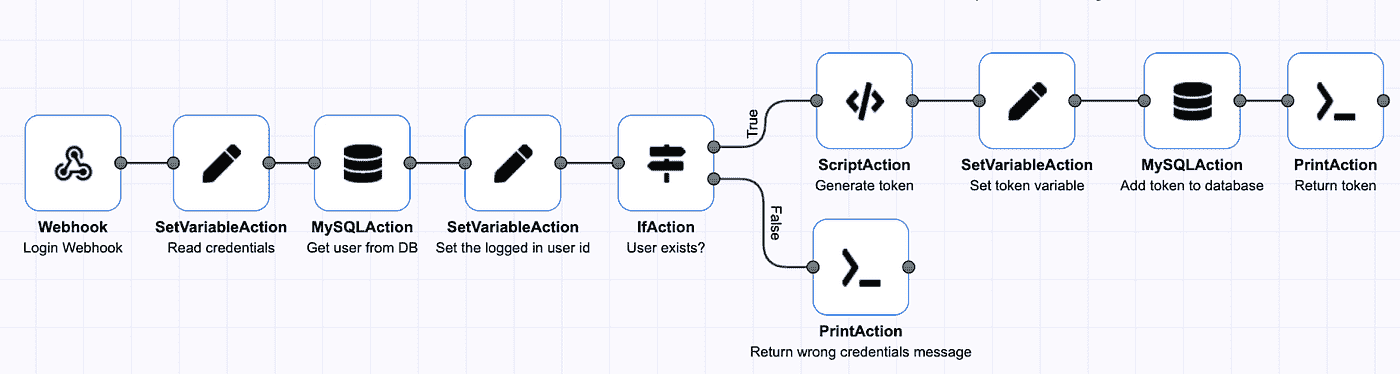 Webhook
Login Webhook
SetVariableAction
Read credentials
MySQLAction
Get user from DB
SetVariableAction
Set the logged in user id
IfAction
User exists?
True
ScriptAction
Generate token
SetVariableAction
Set token variable
MySQLAction
Add token to database
PrintAction
Return token
False
PrintAction
Return wrong credentials message